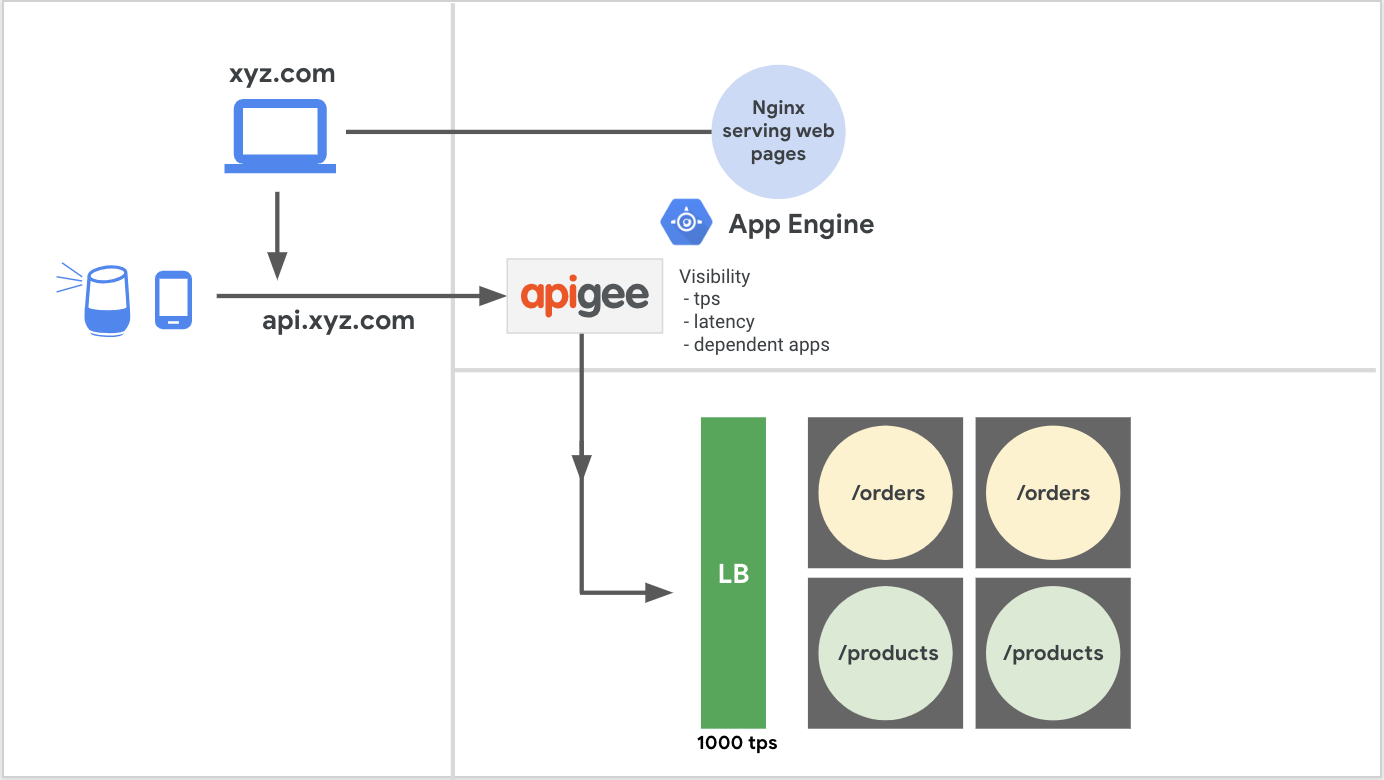 xyz.com
Nginx
serving web
pages
App Engine
api.xyz.com
apigee
Visibility
- tps
- latency
- dependent apps
LB
1000 tps
/orders
/orders
/products
/products